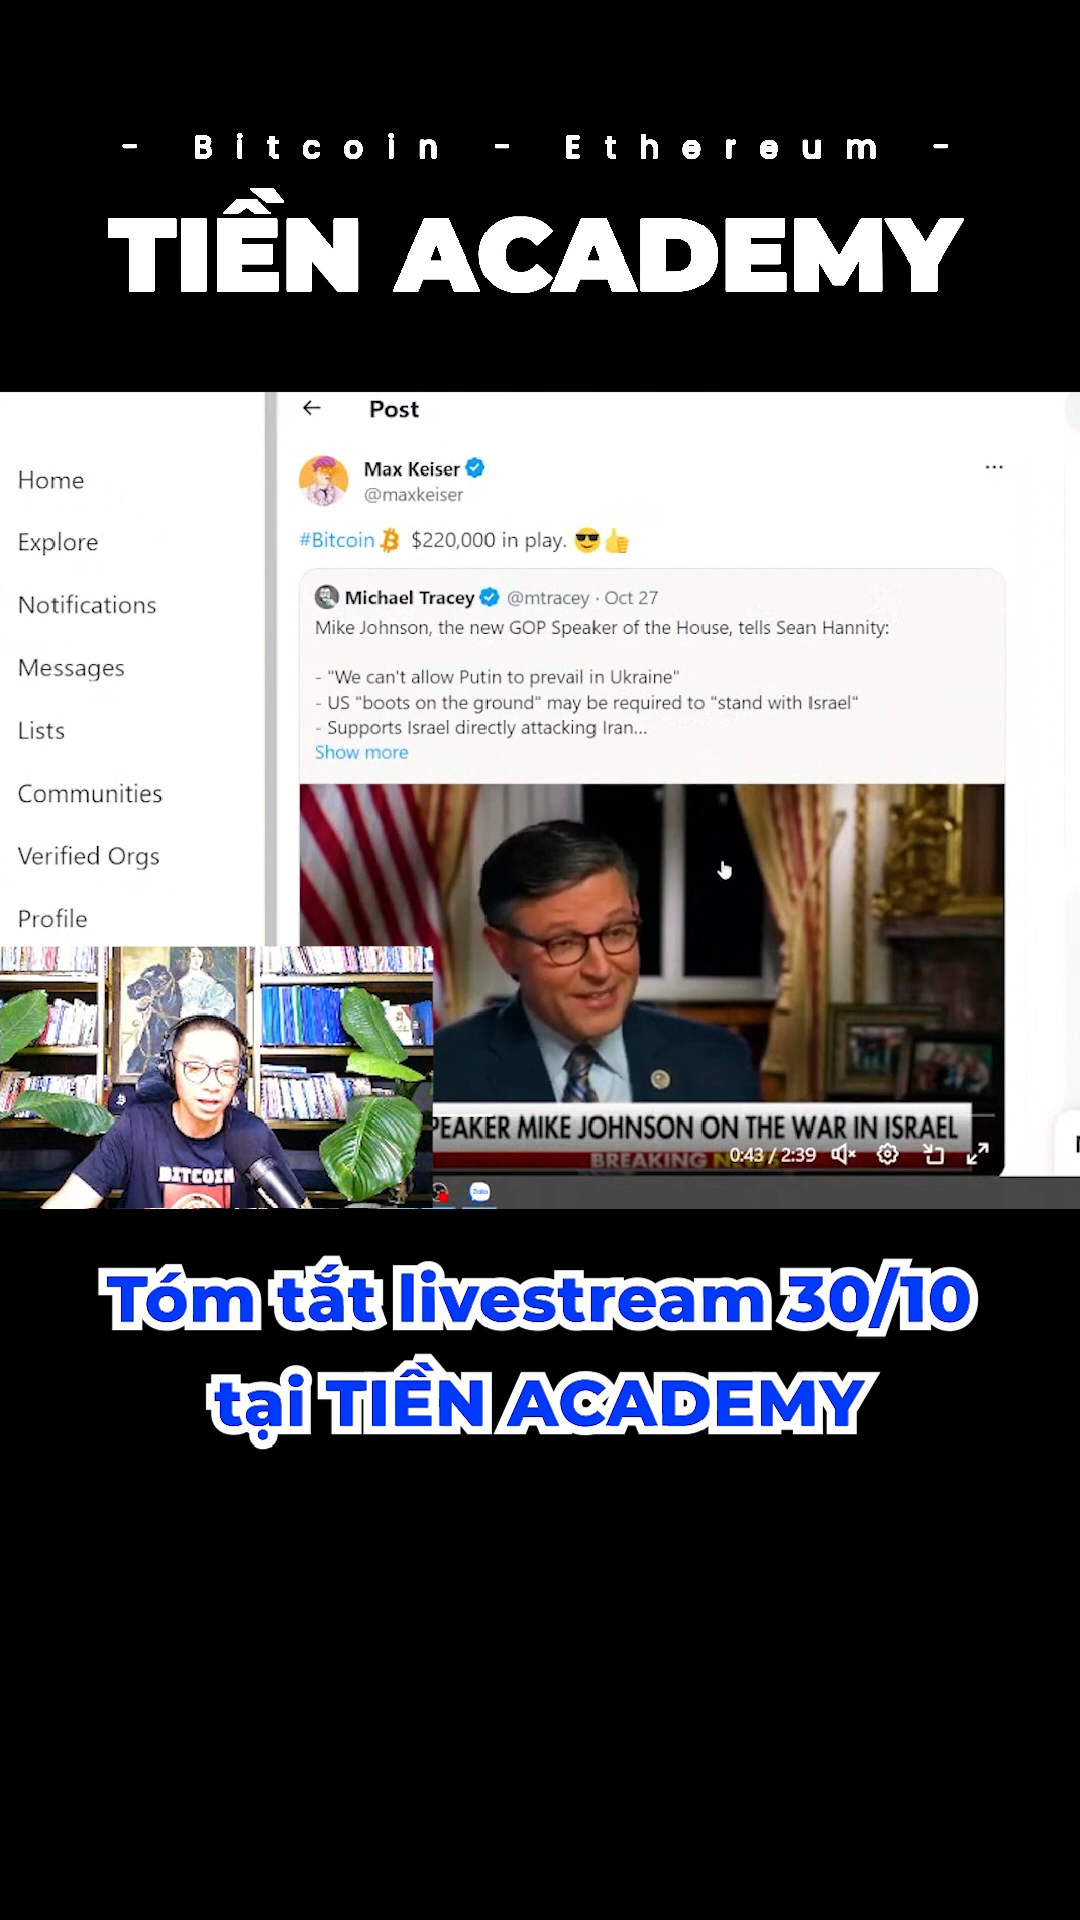 - Bitcoin - Ethereum -
TIỀN ACADEMY
← Post
Home
Explore
Notifications
Messages
Lists
Communities
Verified Orgs
Profile
Max Keiser
@maxkeiser
#Bitcoin $220,000 in play. 😎👍
Michael Tracey @mtracey · Oct 27
Mike Johnson, the new GOP Speaker of the House, tells Sean Hannity:
- "We can't allow Putin to prevail in Ukraine"
- US "boots on the ground" may be required to "stand with Israel"
- Supports Israel directly attacking Iran...
Show more
PEAKER MIKE JOHNSON ON THE WAR IN ISRAEL
BREAKING NEWS
0:43 / 2:39
BITCOIN
Zalo
Tóm tắt livestream 30/10
tại TIỀN ACADEMY